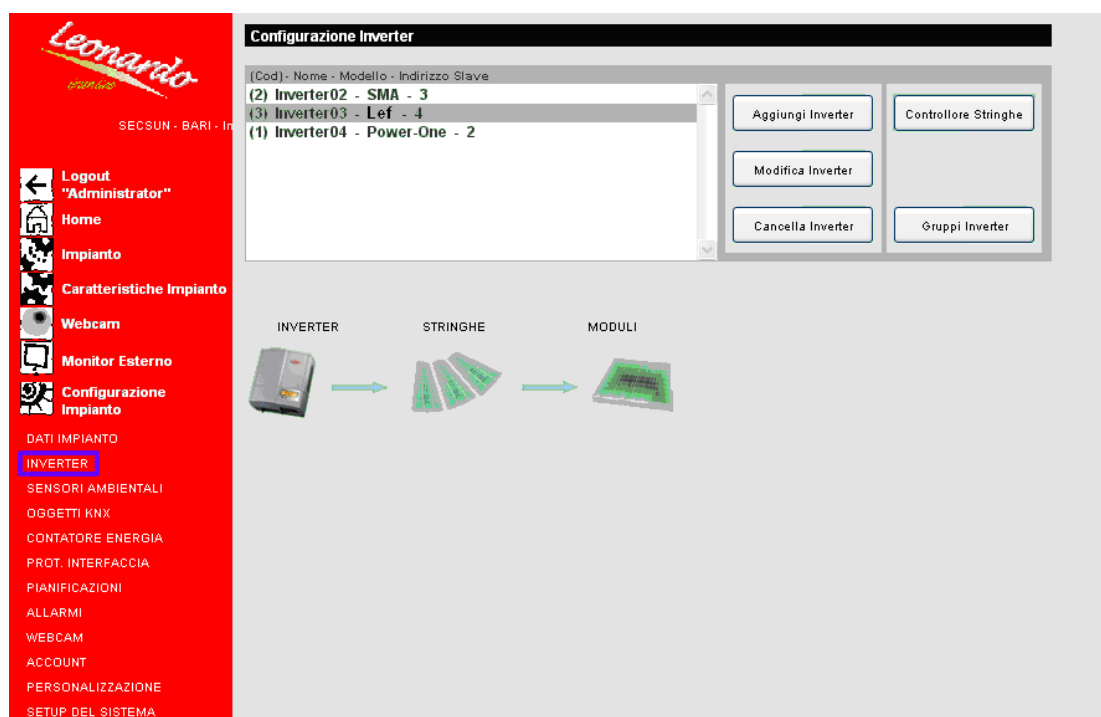 Leonardo
SECSUN - BARI - In
Logout
"Administrator"
Home
Impianto
Caratteristiche Impianto
Webcam
Monitor Esterno
Configurazione
Impianto
DATI IMPIANTO
INVERTER
SENSORI AMBIENTALI
OGGETTI KNX
CONTATORE ENERGIA
PROT. INTERFACCIA
PIANIFICAZIONI
ALLARMI
WEBCAM
ACCOUNT
PERSONALIZZAZIONE
SETUP DEL SISTEMA
Configurazione Inverter
(Cod) - Nome - Modello - Indirizzo Slave
(2) Inverter02 - SMA - 3
(3) Inverter03 - Lef - 4
(1) Inverter04 - Power-One - 2
Aggiungi Inverter
Controllore Stringhe
Modifica Inverter
Cancella Inverter
Gruppi Inverter
INVERTER STRINGHE MODULI